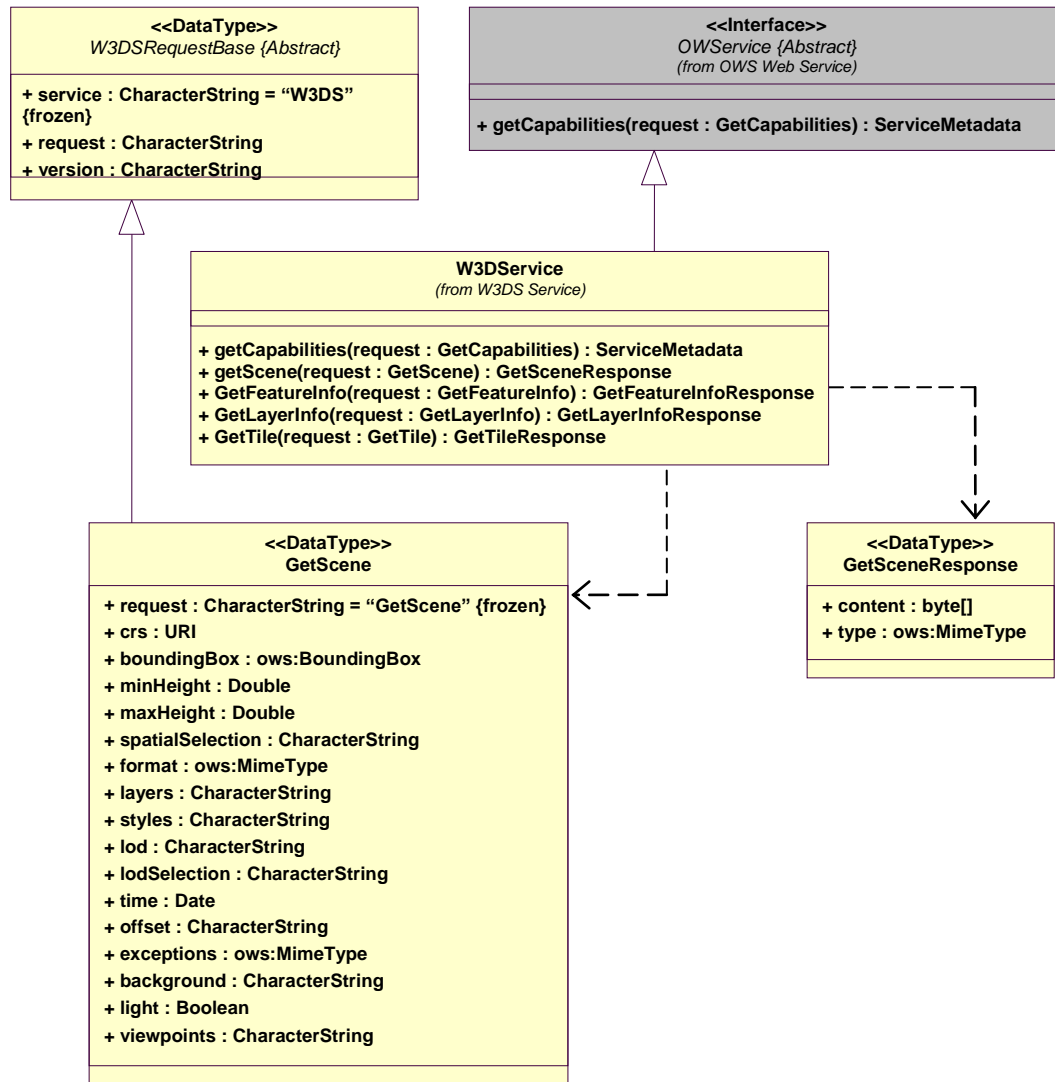 <<DataType>>
W3DSRequestBase {Abstract}
+ service : CharacterString = “W3DS”
{frozen}
+ request : CharacterString
+ version : CharacterString
<<Interface>>
OWService {Abstract}
(from OWS Web Service)
+ getCapabilities(request : GetCapabilities) : ServiceMetadata
W3DService
(from W3DS Service)
+ getCapabilities(request : GetCapabilities) : ServiceMetadata
+ getScene(request : GetScene) : GetSceneResponse
+ GetFeatureInfo(request : GetFeatureInfo) : GetFeatureInfoResponse
+ GetLayerInfo(request : GetLayerInfo) : GetLayerInfoResponse
+ GetTile(request : GetTile) : GetTileResponse
<<DataType>>
GetScene
+ request : CharacterString = “GetScene” {frozen}
+ crs : URI
+ boundingBox : ows:BoundingBox
+ minHeight : Double
+ maxHeight : Double
+ spatialSelection : CharacterString
+ format : ows:MimeType
+ layers : CharacterString
+ styles : CharacterString
+ lod : CharacterString
+ lodSelection : CharacterString
+ time : Date
+ offset : CharacterString
+ exceptions : ows:MimeType
+ background : CharacterString
+ light : Boolean
+ viewpoints : CharacterString
<<DataType>>
GetSceneResponse
+ content : byte[]
+ type : ows:MimeType